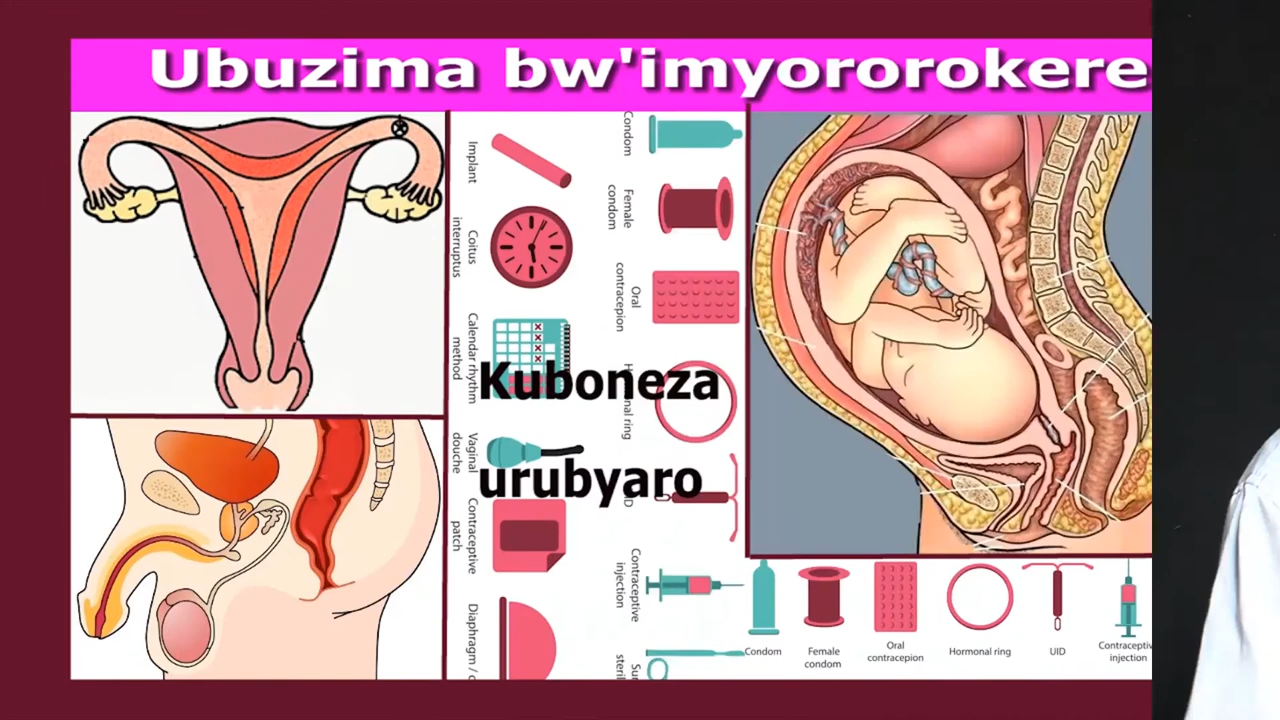 Ubuzima bw'imyororokere
Implant
Coitus
interruptus
Calendar rhythm
method
Vaginal
douche
Contraceptive
patch
Diaphragm /
Condom
Female
condom
Oral
contracepion
Contraceptive
injection
Kuboneza
urubyaro
Condom
Female
condom
Oral
contracepion
Hormonal ring
UID
injection